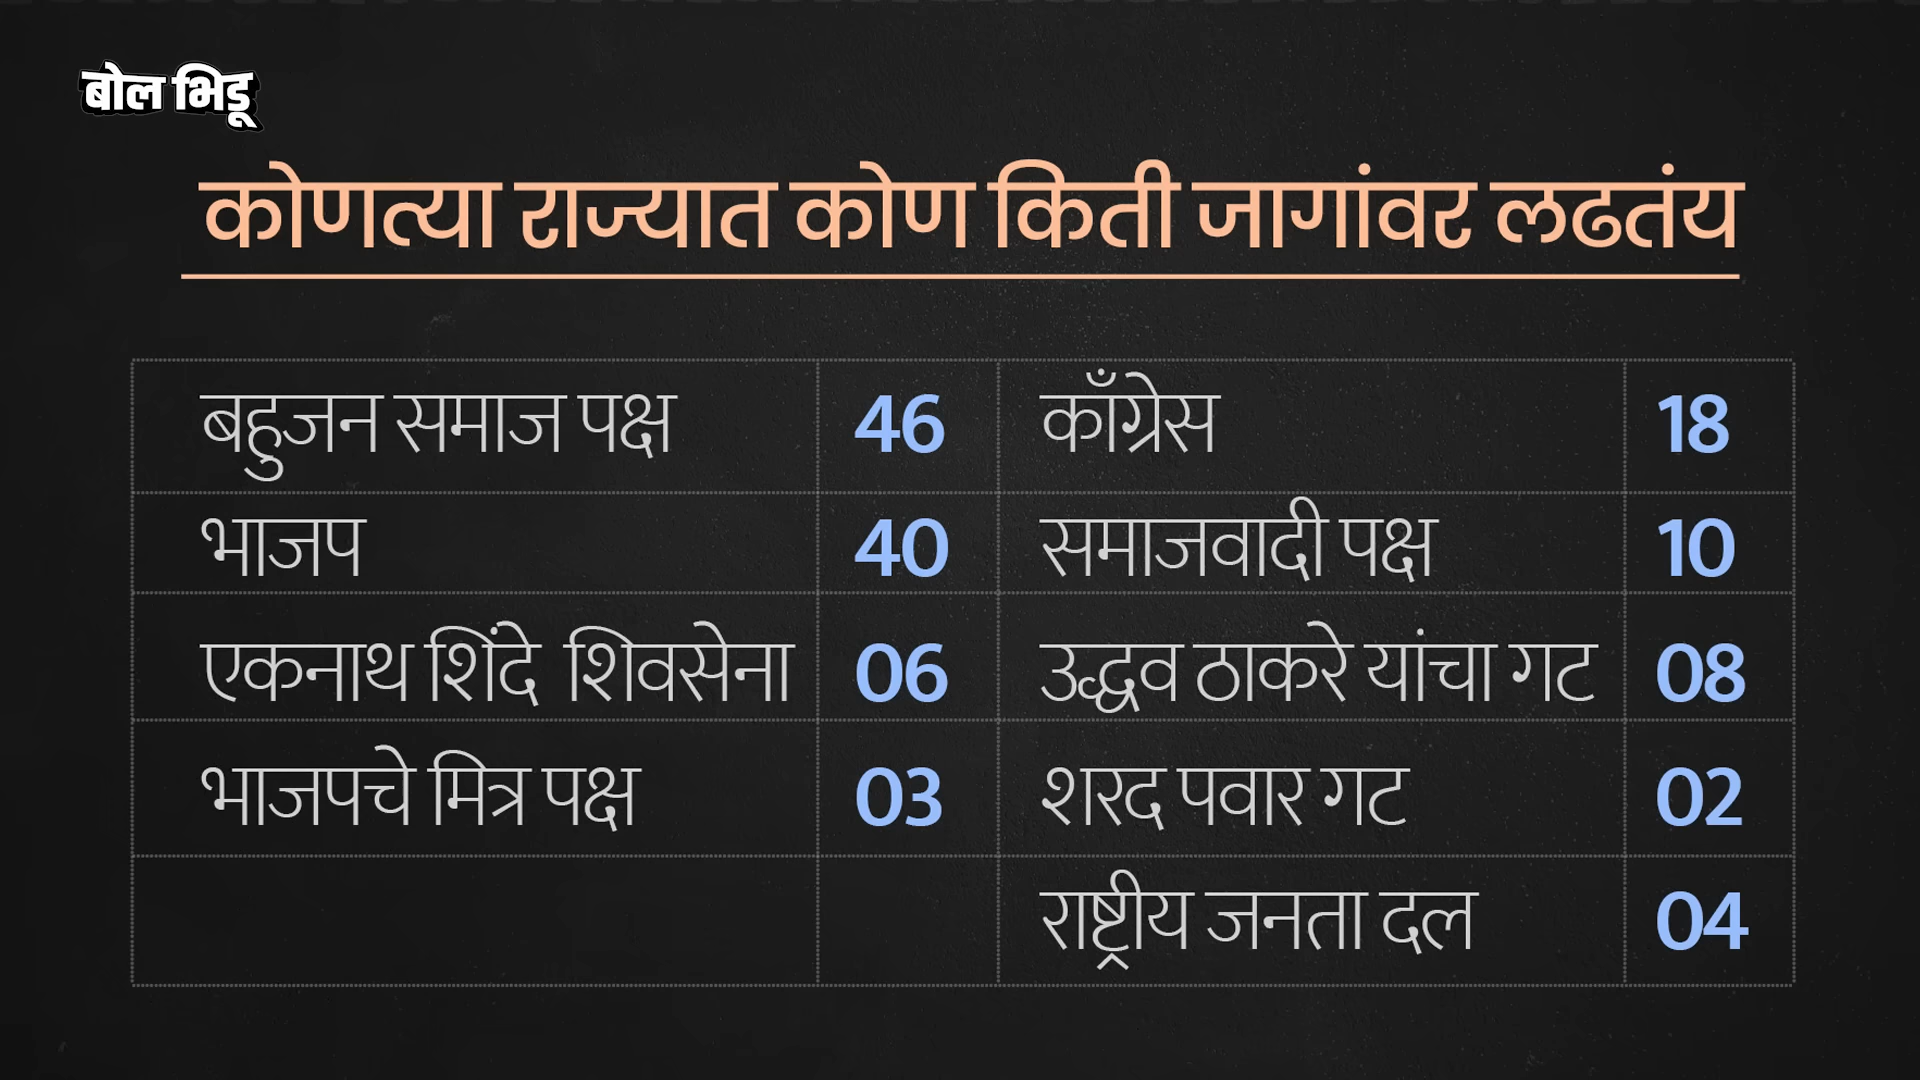 बोल भिडू
कोणत्या राज्यात कोण किती जागांवर लढतंय
बहुजन समाज पक्ष 46 काँग्रेस 18
भाजप 40 समाजवादी पक्ष 10
एकनाथ शिंदे शिवसेना 06 उद्धव ठाकरे यांचा गट 08
भाजपचे मित्र पक्ष 03 शरद पवार गट 02
राष्ट्रीय जनता दल 04